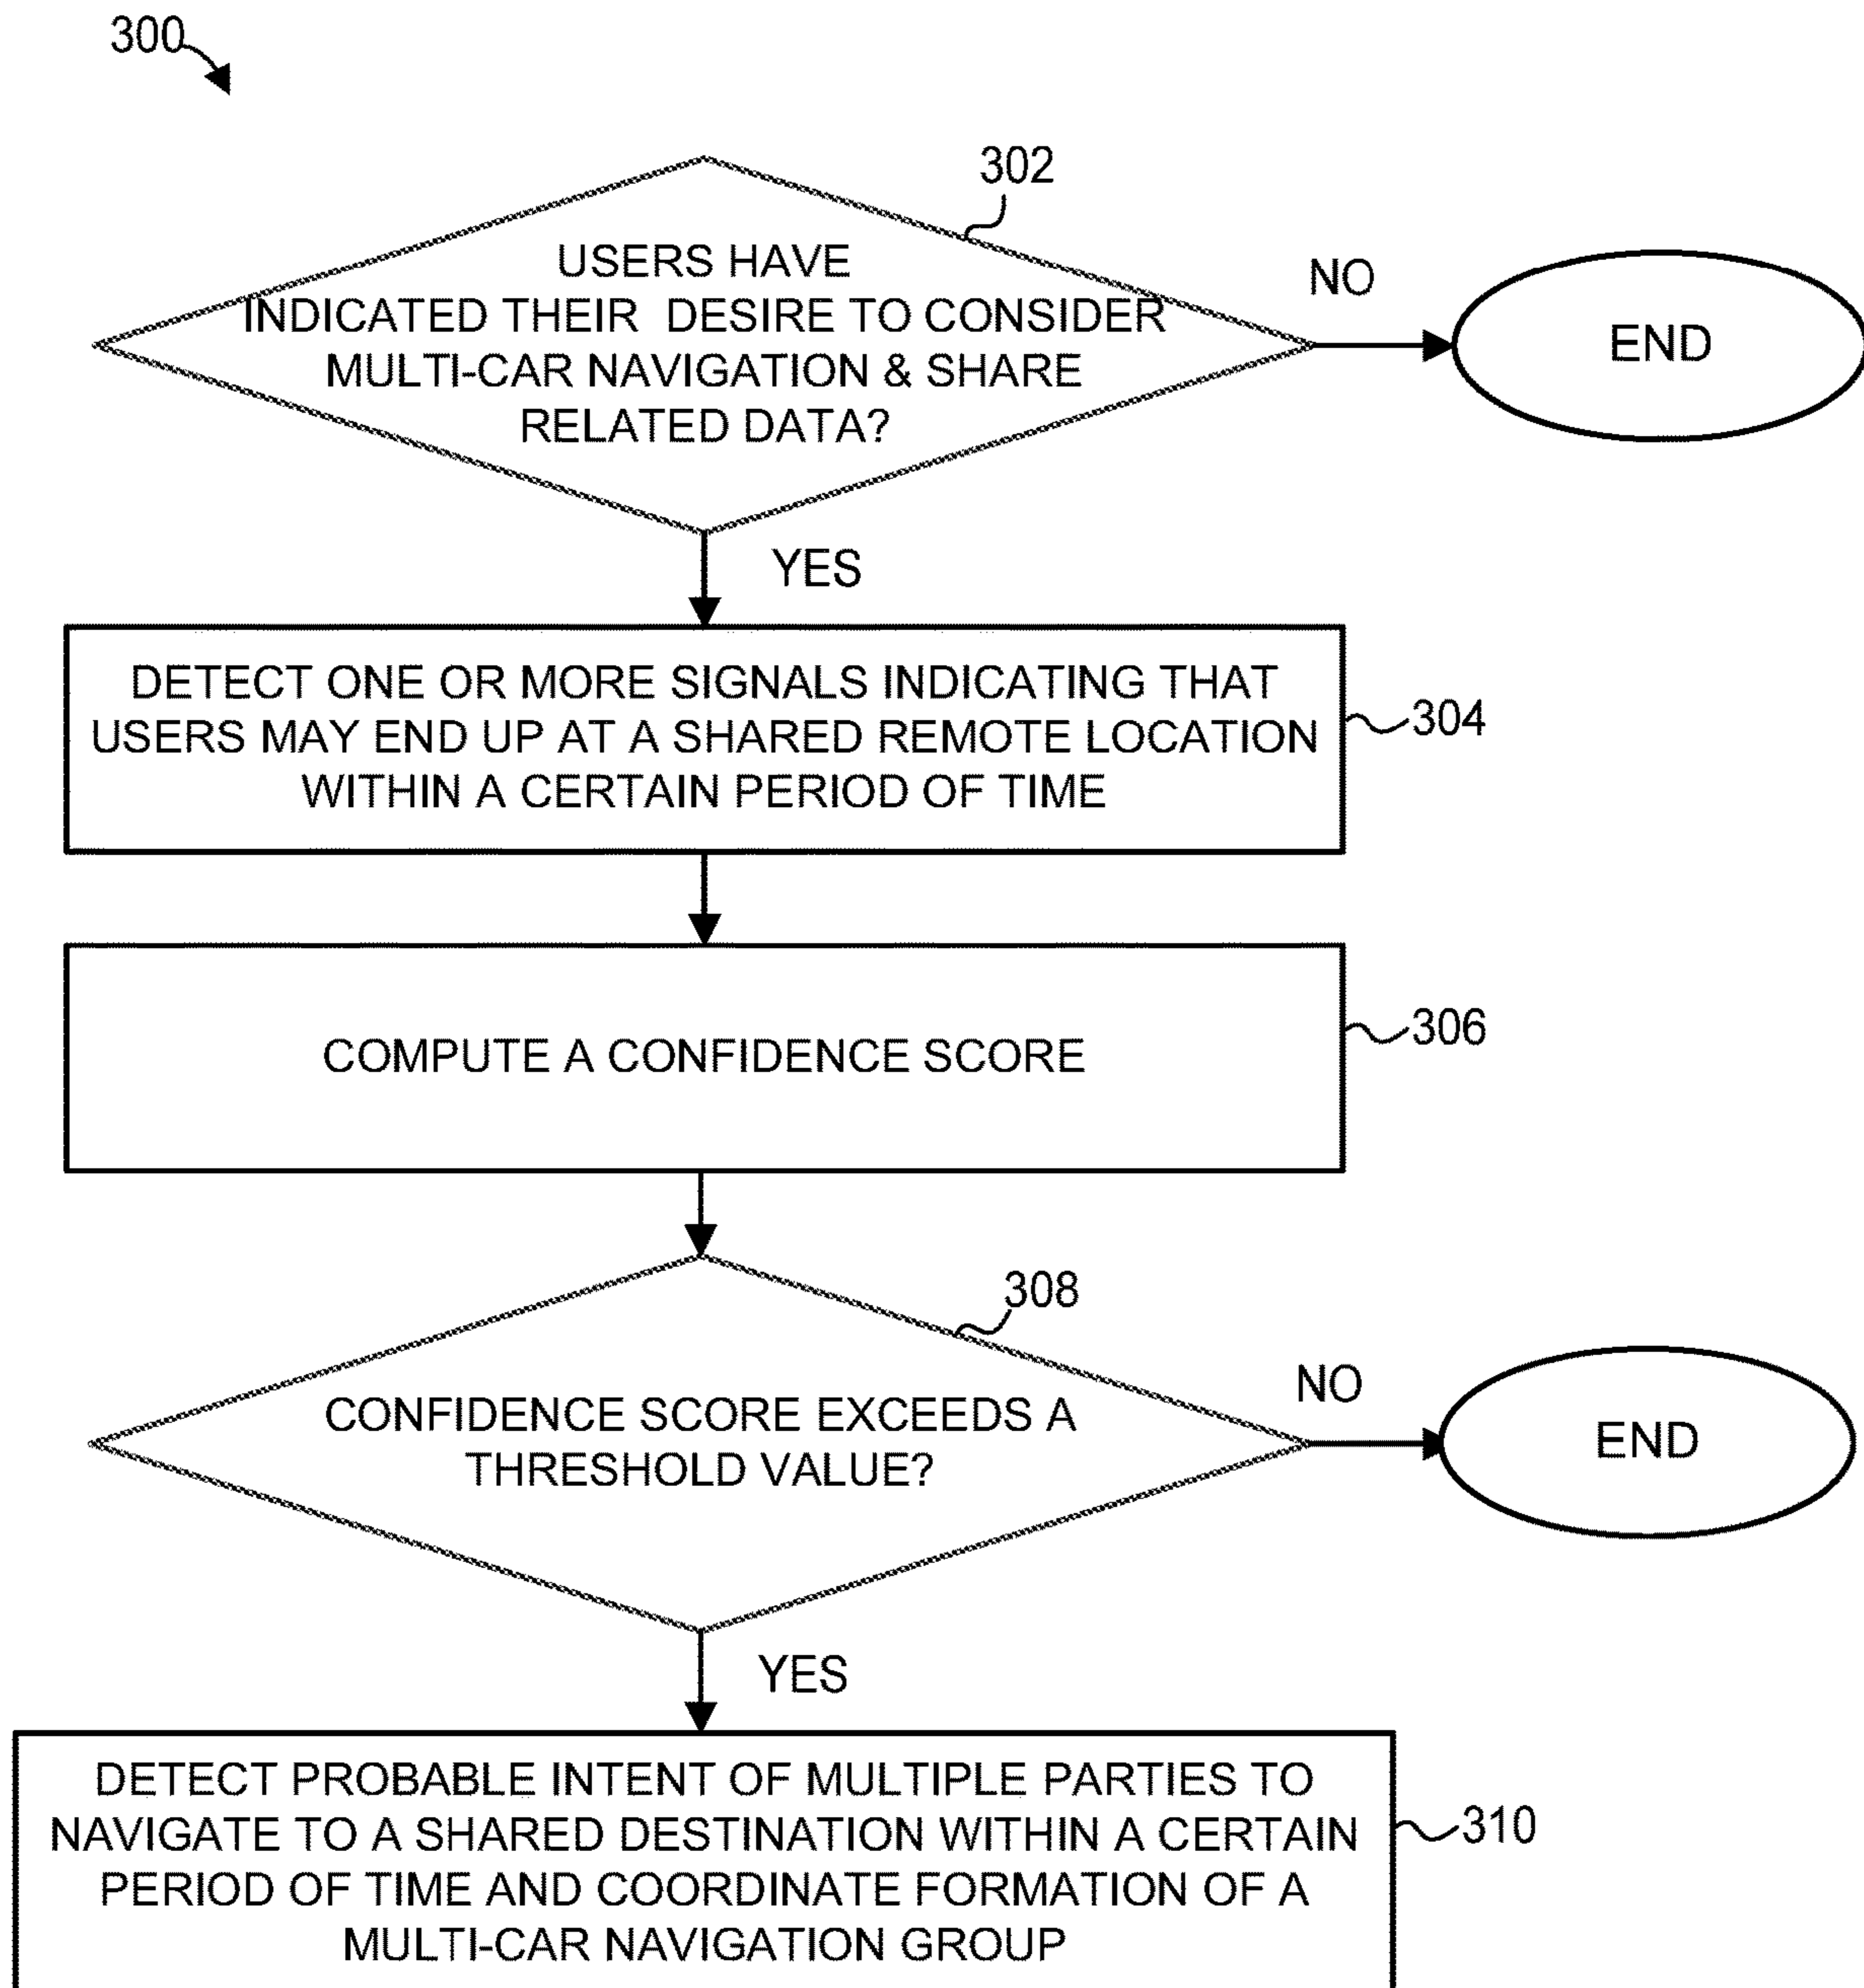 300
302
USERS HAVE
INDICATED THEIR DESIRE TO CONSIDER
MULTI-CAR NAVIGATION & SHARE
RELATED DATA?
NO
END
YES
DETECT ONE OR MORE SIGNALS INDICATING THAT
USERS MAY END UP AT A SHARED REMOTE LOCATION
WITHIN A CERTAIN PERIOD OF TIME
304
COMPUTE A CONFIDENCE SCORE
306
308
CONFIDENCE SCORE EXCEEDS A
THRESHOLD VALUE?
NO
END
YES
DETECT PROBABLE INTENT OF MULTIPLE PARTIES TO
NAVIGATE TO A SHARED DESTINATION WITHIN A CERTAIN
PERIOD OF TIME AND COORDINATE FORMATION OF A
MULTI-CAR NAVIGATION GROUP
310